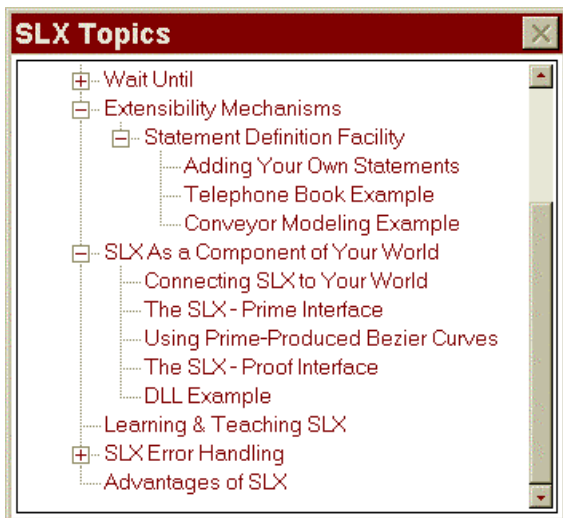 SLX Topics
Wait Until
Extensibility Mechanisms
Statement Definition Facility
Adding Your Own Statements
Telephone Book Example
Conveyor Modeling Example
SLX As a Component of Your World
Connecting SLX to Your World
The SLX - Prime Interface
Using Prime-Produced Bezier Curves
The SLX - Proof Interface
DLL Example
Learning & Teaching SLX
SLX Error Handling
Advantages of SLX